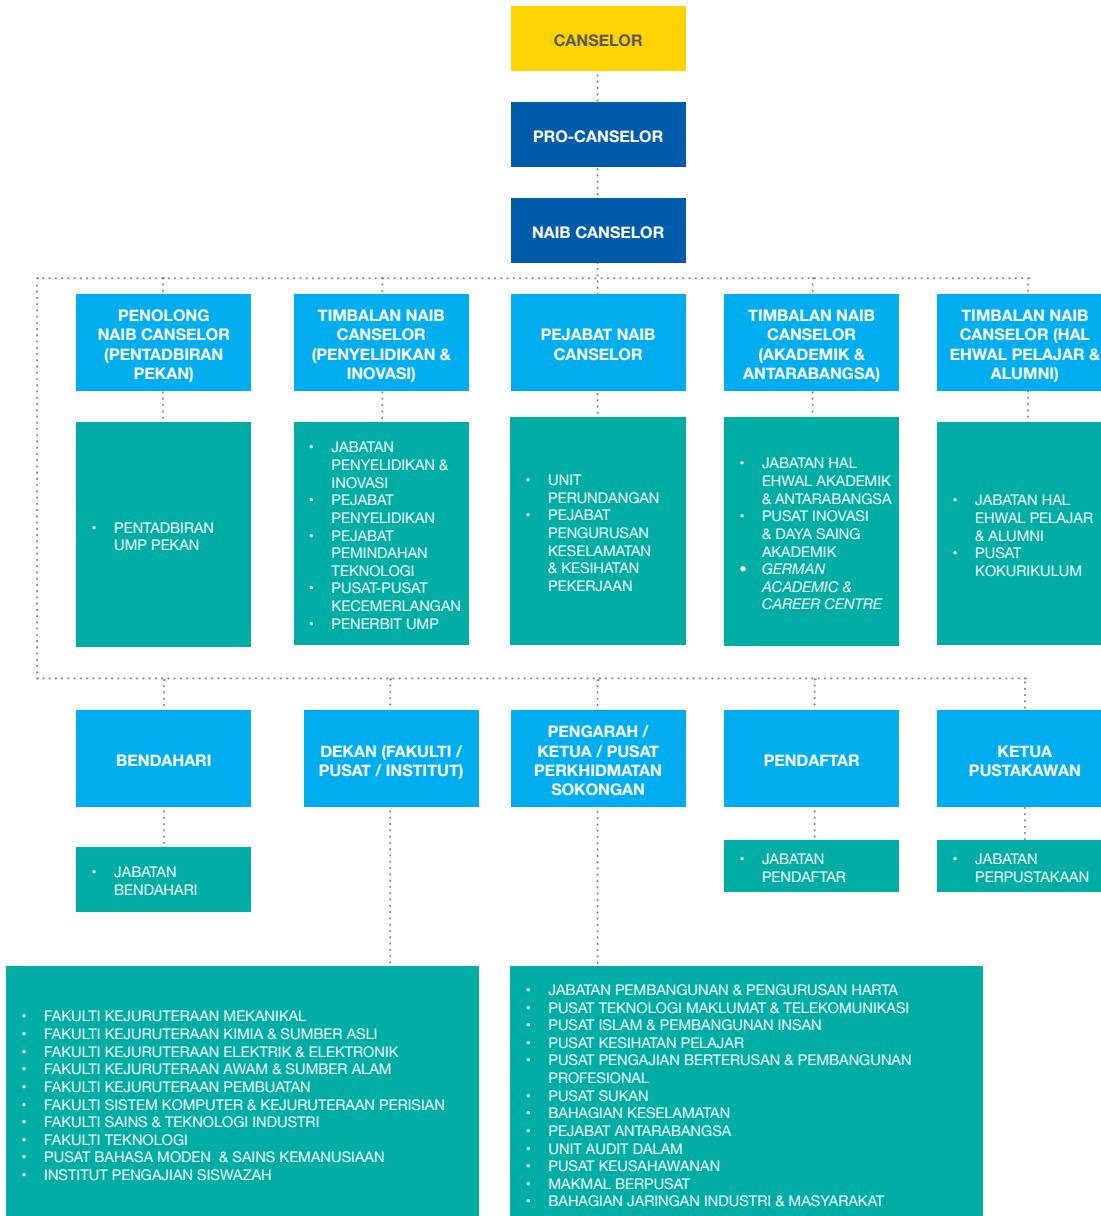 CANSELOR
PRO-CANSELOR
NAIB CANSELOR
PENOLONG
NAIB CANSELOR
(PENTADBIRAN
PEKAN)
TIMBALAN NAIB
CANSELOR
(PENYELIDIKAN &
INOVASI)
PEJABAT NAIB
CANSELOR
TIMBALAN NAIB
CANSELOR
(AKADEMIK &
ANTARABANGSA)
TIMBALAN NAIB
CANSELOR (HAL
EHWAL PELAJAR &
ALUMNI)
• PENTADBIRAN
UMP PEKAN
• JABATAN
PENYELIDIKAN &
INOVASI
• PEJABAT
PENYELIDIKAN
• PEJABAT
PEMINDAHAN
TEKNOLOGI
• PUSAT-PUSAT
KECEMERLANGAN
• PENERBIT UMP
• UNIT
PERUNDANGAN
• PEJABAT
PENGURUSAN
KESELAMATAN
& KESIHATAN
PEKERJAAN
• JABATAN HAL
EHWAL AKADEMIK
& ANTARABANGSA
• PUSAT INOVASI
& DAYA SAING
AKADEMIK
• GERMAN
ACADEMIC &
CAREER CENTRE
• JABATAN HAL
EHWAL PELAJAR
& ALUMNI
• PUSAT
KOKURIKULUM
BENDAHARI
DEKAN (FAKULTI /
PUSAT / INSTITUT)
PENGARAH /
KETUA / PUSAT
PERKHIDMATAN
SOKONGAN
PENDAFTAR
KETUA
PUSTAKAWAN
• JABATAN
BENDAHARI
• JABATAN
PENDAFTAR
• JABATAN
PERPUSTAKAAN
• FAKULTI KEJURUTERAAN MEKANIKAL
• FAKULTI KEJURUTERAAN KIMIA & SUMBER ASLI
• FAKULTI KEJURUTERAAN ELEKTRIK & ELEKTRONIK
• FAKULTI KEJURUTERAAN AWAM & SUMBER ALAM
• FAKULTI KEJURUTERAAN PEMBUATAN
• FAKULTI SISTEM KOMPUTER & KEJURUTERAAN PERISIAN
• FAKULTI SAINS & TEKNOLOGI INDUSTRI
• FAKULTI TEKNOLOGI
• PUSAT BAHASA MODEN & SAINS KEMANUSIAAN
• INSTITUT PENGAJIAN SISWAZAH
• JABATAN PEMBANGUNAN & PENGURUSAN HARTA
• PUSAT TEKNOLOGI MAKLUMAT & TELEKOMUNIKASI
• PUSAT ISLAM & PEMBANGUNAN INSAN
• PUSAT KESIHATAN PELAJAR
• PUSAT PENGAJIAN BERTERUSAN & PEMBANGUNAN
PROFESIONAL
• PUSAT SUKAN
• BAHAGIAN KESELAMATAN
• PEJABAT ANTARABANGSA
• UNIT AUDIT DALAM
• PUSAT KEUSAHAWANAN
• MAKMAL BERPUSAT
• BAHAGIAN JARINGAN INDUSTRI & MASYARAKAT